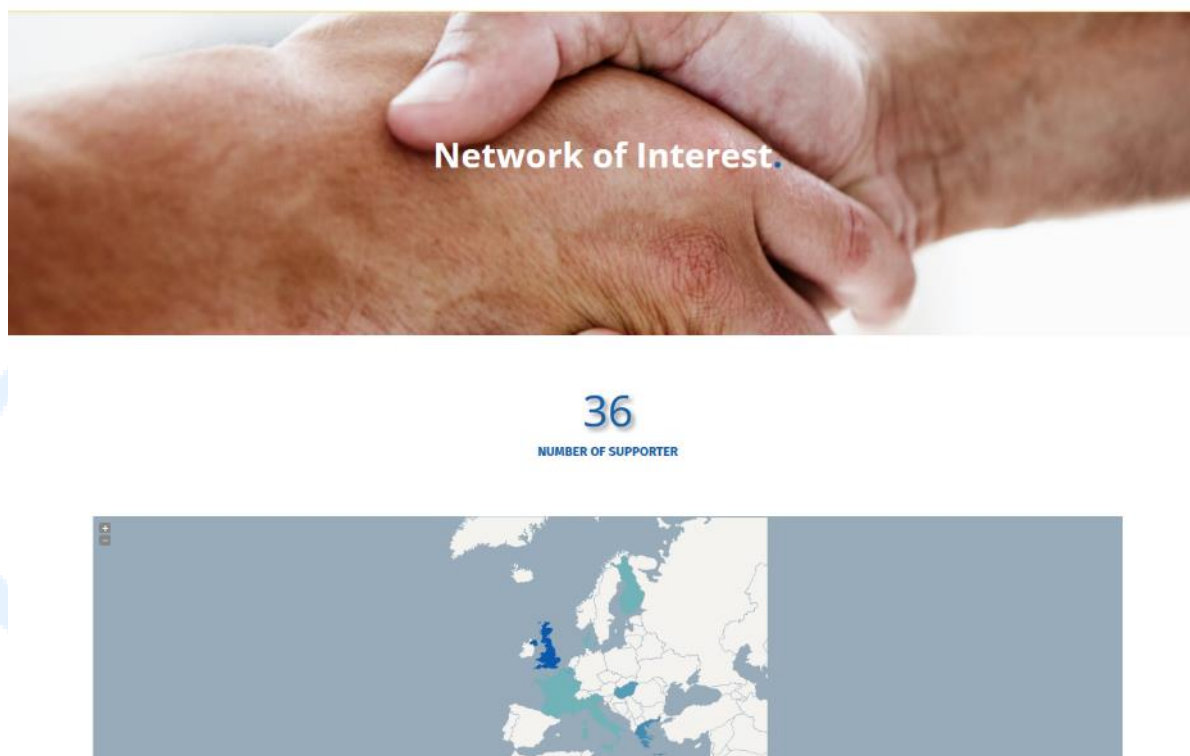 Network of Interest.
36
NUMBER OF SUPPORTER
+
−